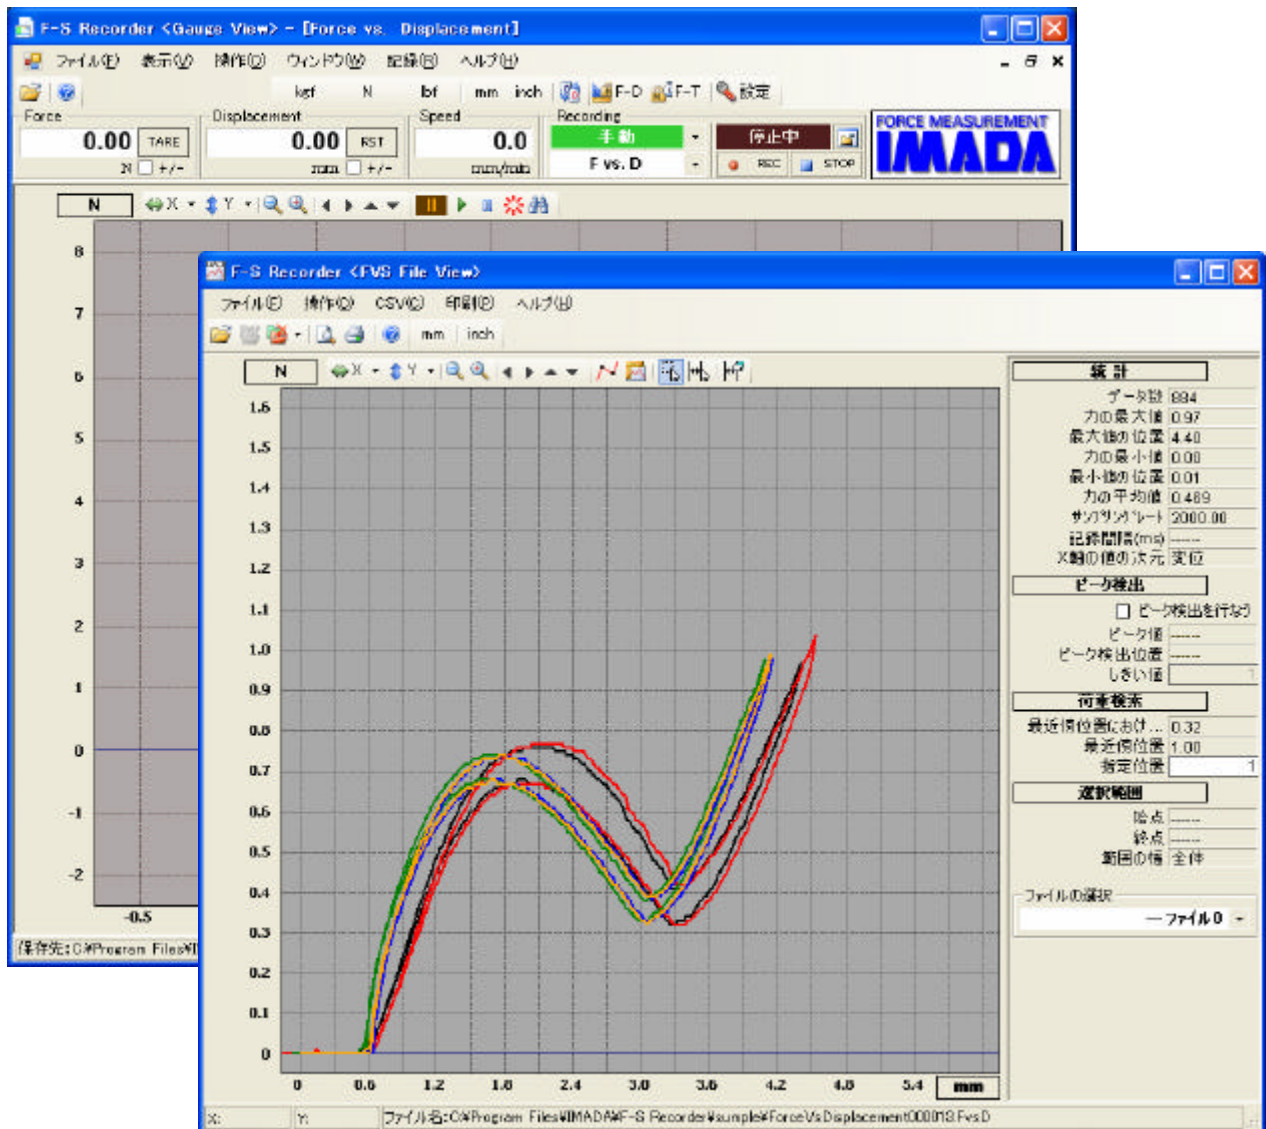 F-S Recorder <Gauge View> - [Force vs. Displacement]
ファイル(F) 表示(V) 操作(O) ウィンドウ(W) 記録(R) ヘルプ(H)
kgf N lbf mm inch F-D F-T 設定
Force Displacement Speed Recording
0.00 TARE 0.00 RST 0.0 手動 停止中
N +/- mm +/- mm/min F vs. D REC STOP
FORCE MEASUREMENT
IMADA
N X Y
8
7
6
5
4
3
2
1
0
-1
-2
-0.5
保存先:C:¥Program Files¥I
F-S Recorder <FVS File View>
ファイル(F) 操作(O) CSV(C) 印刷(P) ヘルプ(H)
mm inch
N X Y
1.6
1.5
1.4
1.3
1.2
1.1
1.0
0.9
0.8
0.7
0.6
0.5
0.4
0.3
0.2
0.1
0
0 0.6 1.2 1.8 2.4 3.0 3.6 4.2 4.8 5.4 mm
統計
データ数 884
力の最大値 0.97
最大値の位置 4.40
力の最小値 0.00
最小値の位置 0.01
力の平均値 0.469
サンプリングレート 2000.00
記録間隔(ms) ------
X軸の値の次元 変位
ピーク検出
ピーク検出を行なう
ピーク値 ------
ピーク検出位置 ------
しきい値 1
荷重検索
最近傍位置におけ... 0.32
最近傍位置 1.00
指定位置 1
選択範囲
始点 ------
終点 ------
範囲の幅 全体
ファイルの選択
ー ファイル 0
X: Y: ファイル名:C:¥Program Files¥IMADA¥F-S Recorder¥sumple¥ForceVsDisplacement000013.FvsD